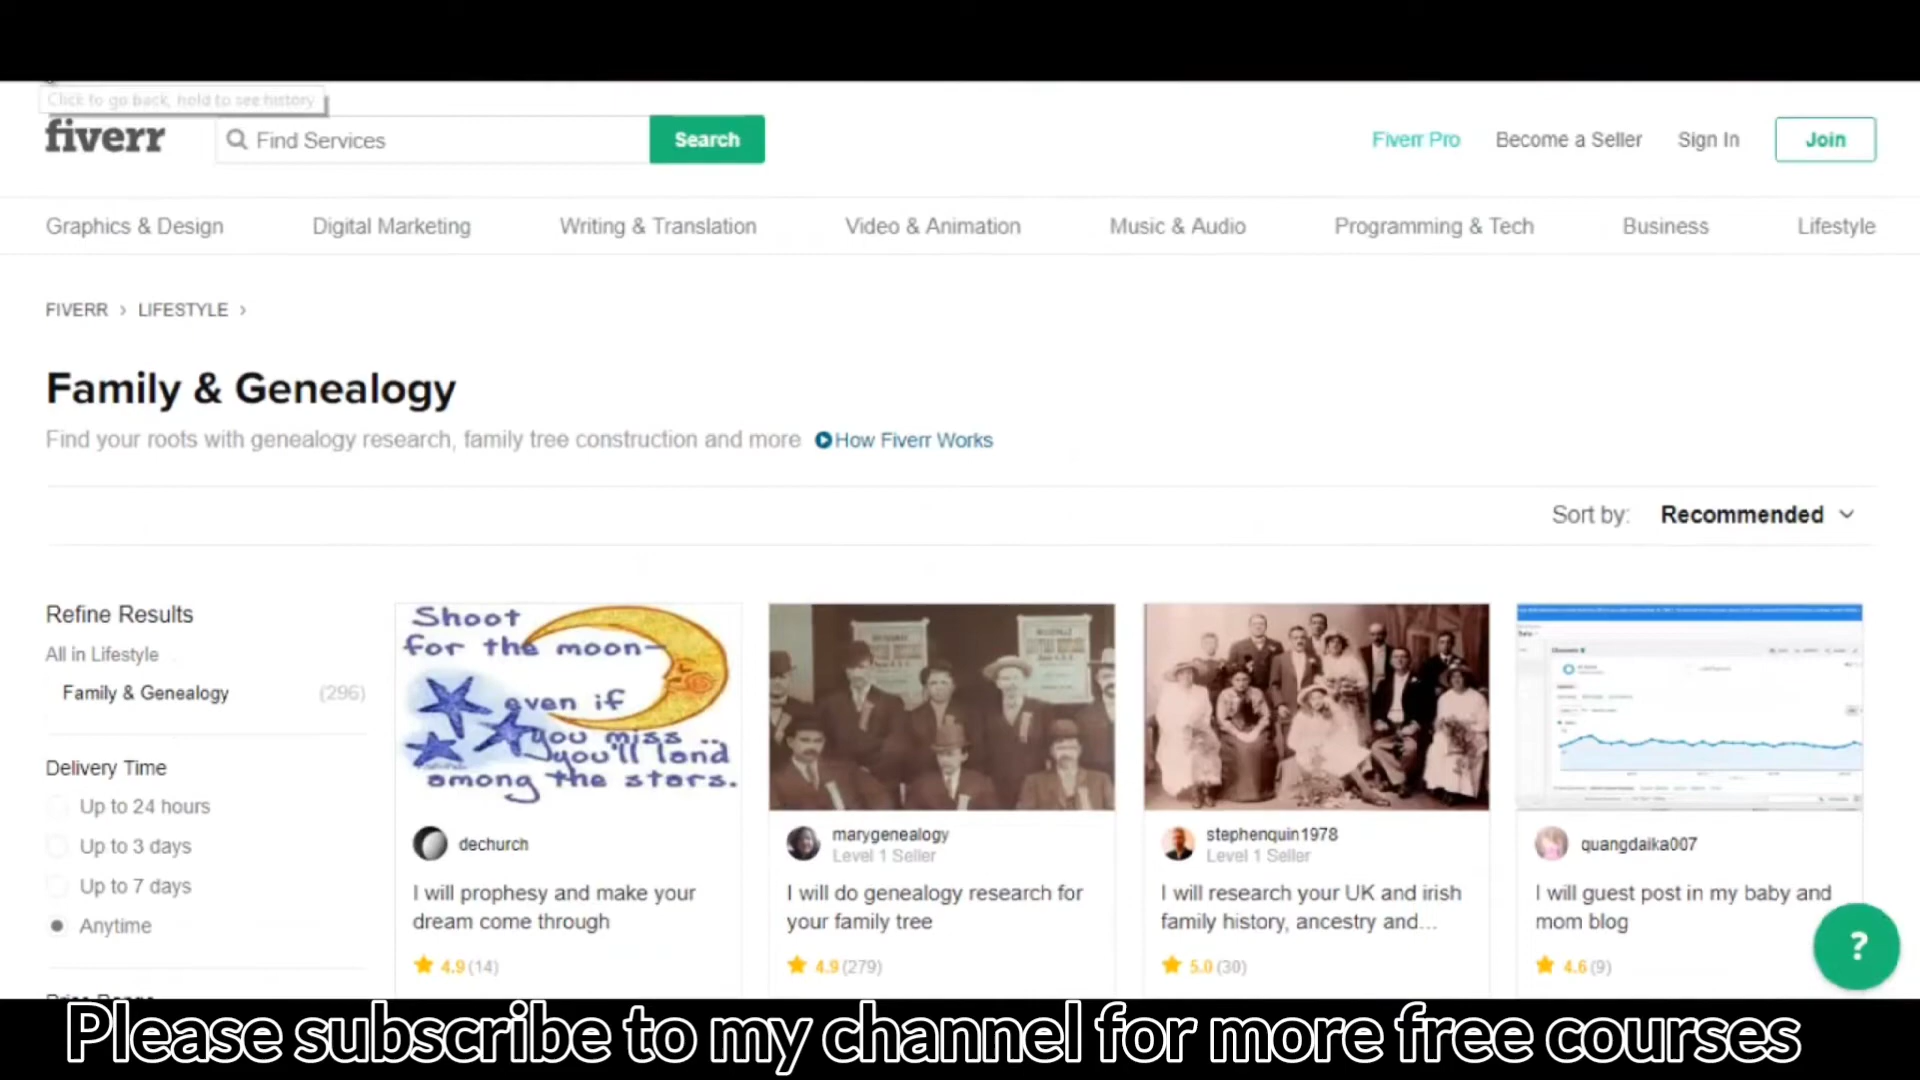 Click to go back, hold to see history
fiverr
Find Services
Search
Fiverr Pro
Become a Seller
Sign In
Join
Graphics & Design
Digital Marketing
Writing & Translation
Video & Animation
Music & Audio
Programming & Tech
Business
Lifestyle
FIVERR > LIFESTYLE >
Family & Genealogy
Find your roots with genealogy research, family tree construction and more
How Fiverr Works
Sort by: Recommended
Refine Results
All in Lifestyle
Family & Genealogy (296)
Delivery Time
Up to 24 hours
Up to 3 days
Up to 7 days
Anytime
Shoot
for the moon-
even if
you miss ..
you'll land
among the stars.
dechurch
I will prophesy and make your
dream come through
4.9 (14)
marygenealogy
Level 1 Seller
I will do genealogy research for
your family tree
4.9 (279)
stephenquin1978
Level 1 Seller
I will research your UK and irish
family history, ancestry and...
5.0 (30)
quangdaika007
I will guest post in my baby and
mom blog
4.6 (9)
?
Please subscribe to my channel for more free courses